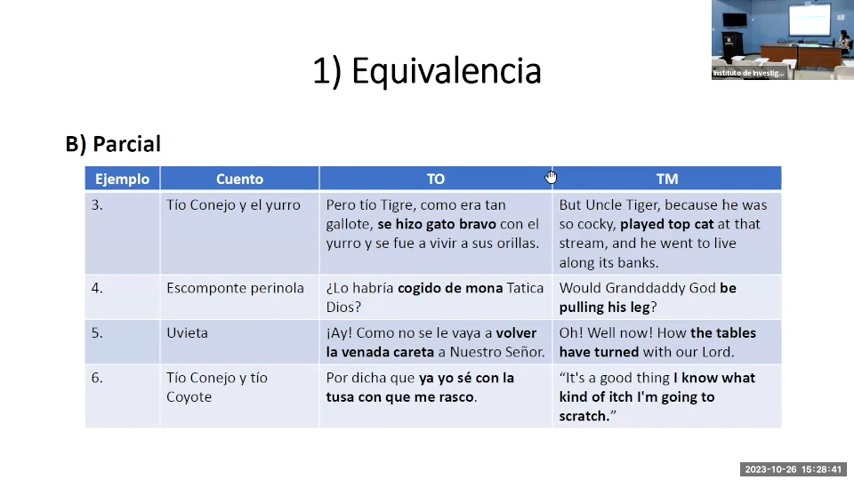 Instituto de Investig...
1) Equivalencia
B) Parcial
Ejemplo Cuento TO TM
3. Tío Conejo y el yurro
Pero tío Tigre, como era tan
gallote, se hizo gato bravo con el
yurro y se fue a vivir a sus orillas.
But Uncle Tiger, because he was
so cocky, played top cat at that
stream, and he went to live
along its banks.
4. Escomponte perinola
¿Lo habría cogido de mona Tatica
Dios?
Would Granddaddy God be
pulling his leg?
5. Uvieta
¡Ay! Como no se le vaya a volver
la venada careta a Nuestro Señor.
Oh! Well now! How the tables
have turned with our Lord.
6. Tío Conejo y tío
Coyote
Por dicha que ya yo sé con la
tusa con que me rasco.
“It's a good thing I know what
kind of itch I'm going to
scratch.”
2023-10-26 15:28:41